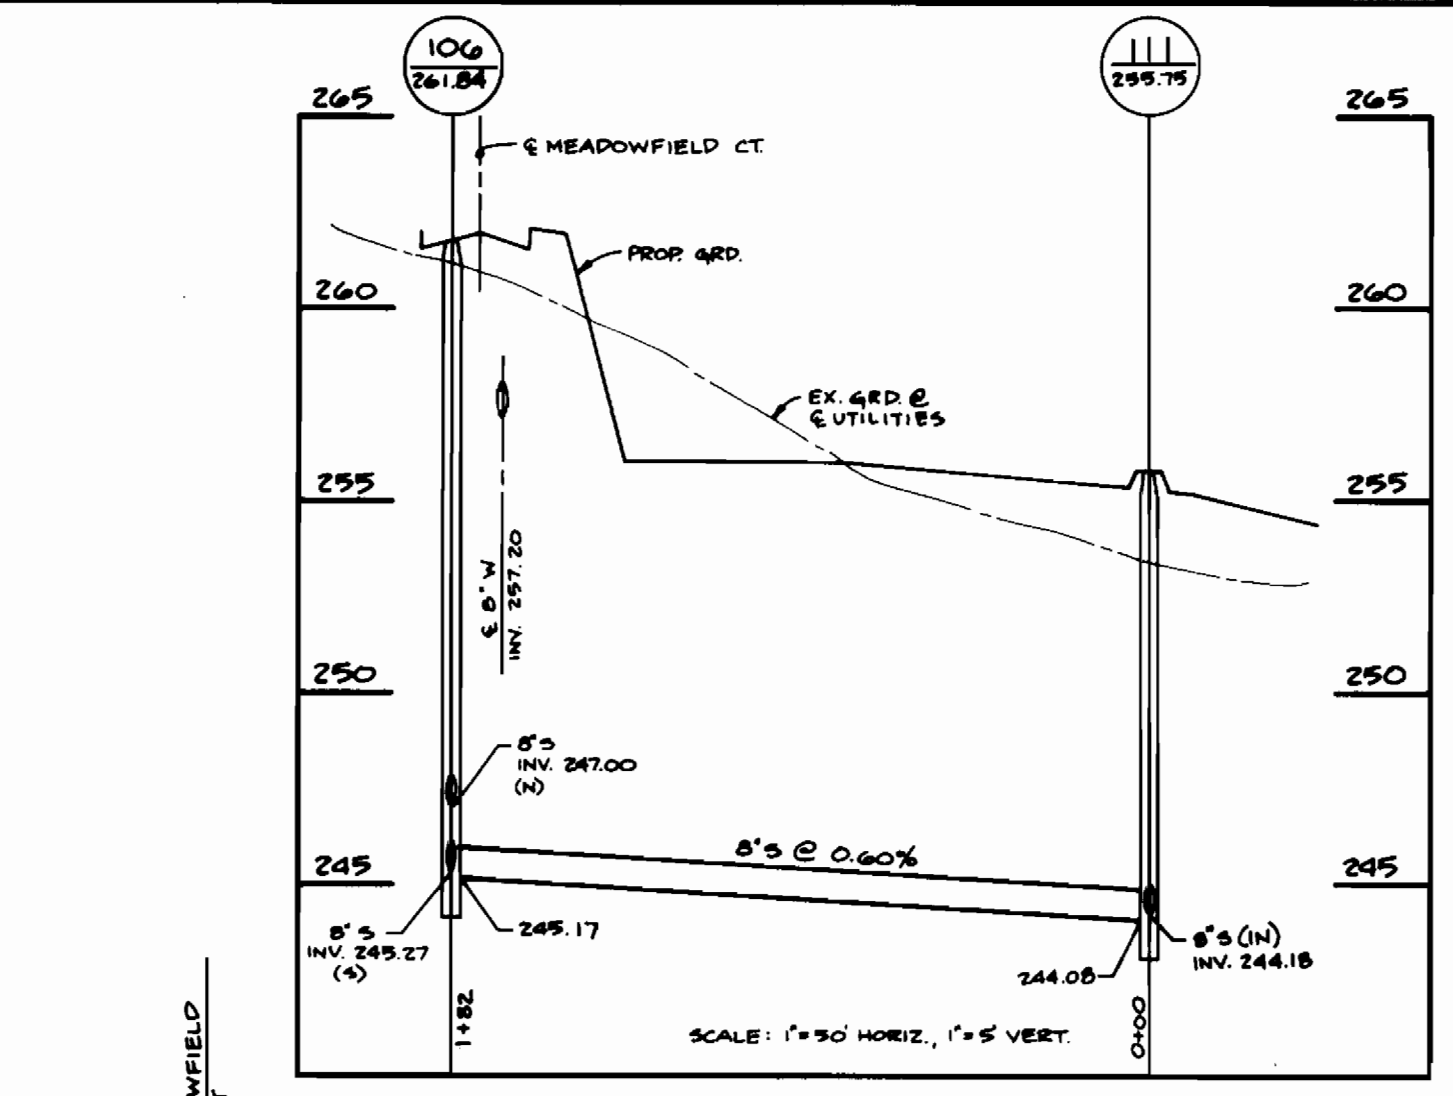 106
261.84
111
255.75
265
265
℄ MEADOWFIELD CT.
PROP. GRD.
260
260
EX. GRD. @
℄ UTILITIES
255
255
℄ 8" W
INV. 257.20
250
250
8" S
INV. 247.00
(N)
8" S @ 0.60%
245
245
8" S
INV. 245.27
(S)
245.17
8" S (IN)
INV. 244.18
244.08
1+82
0+00
SCALE: 1"=50' HORIZ., 1"=5' VERT.
WFIELD